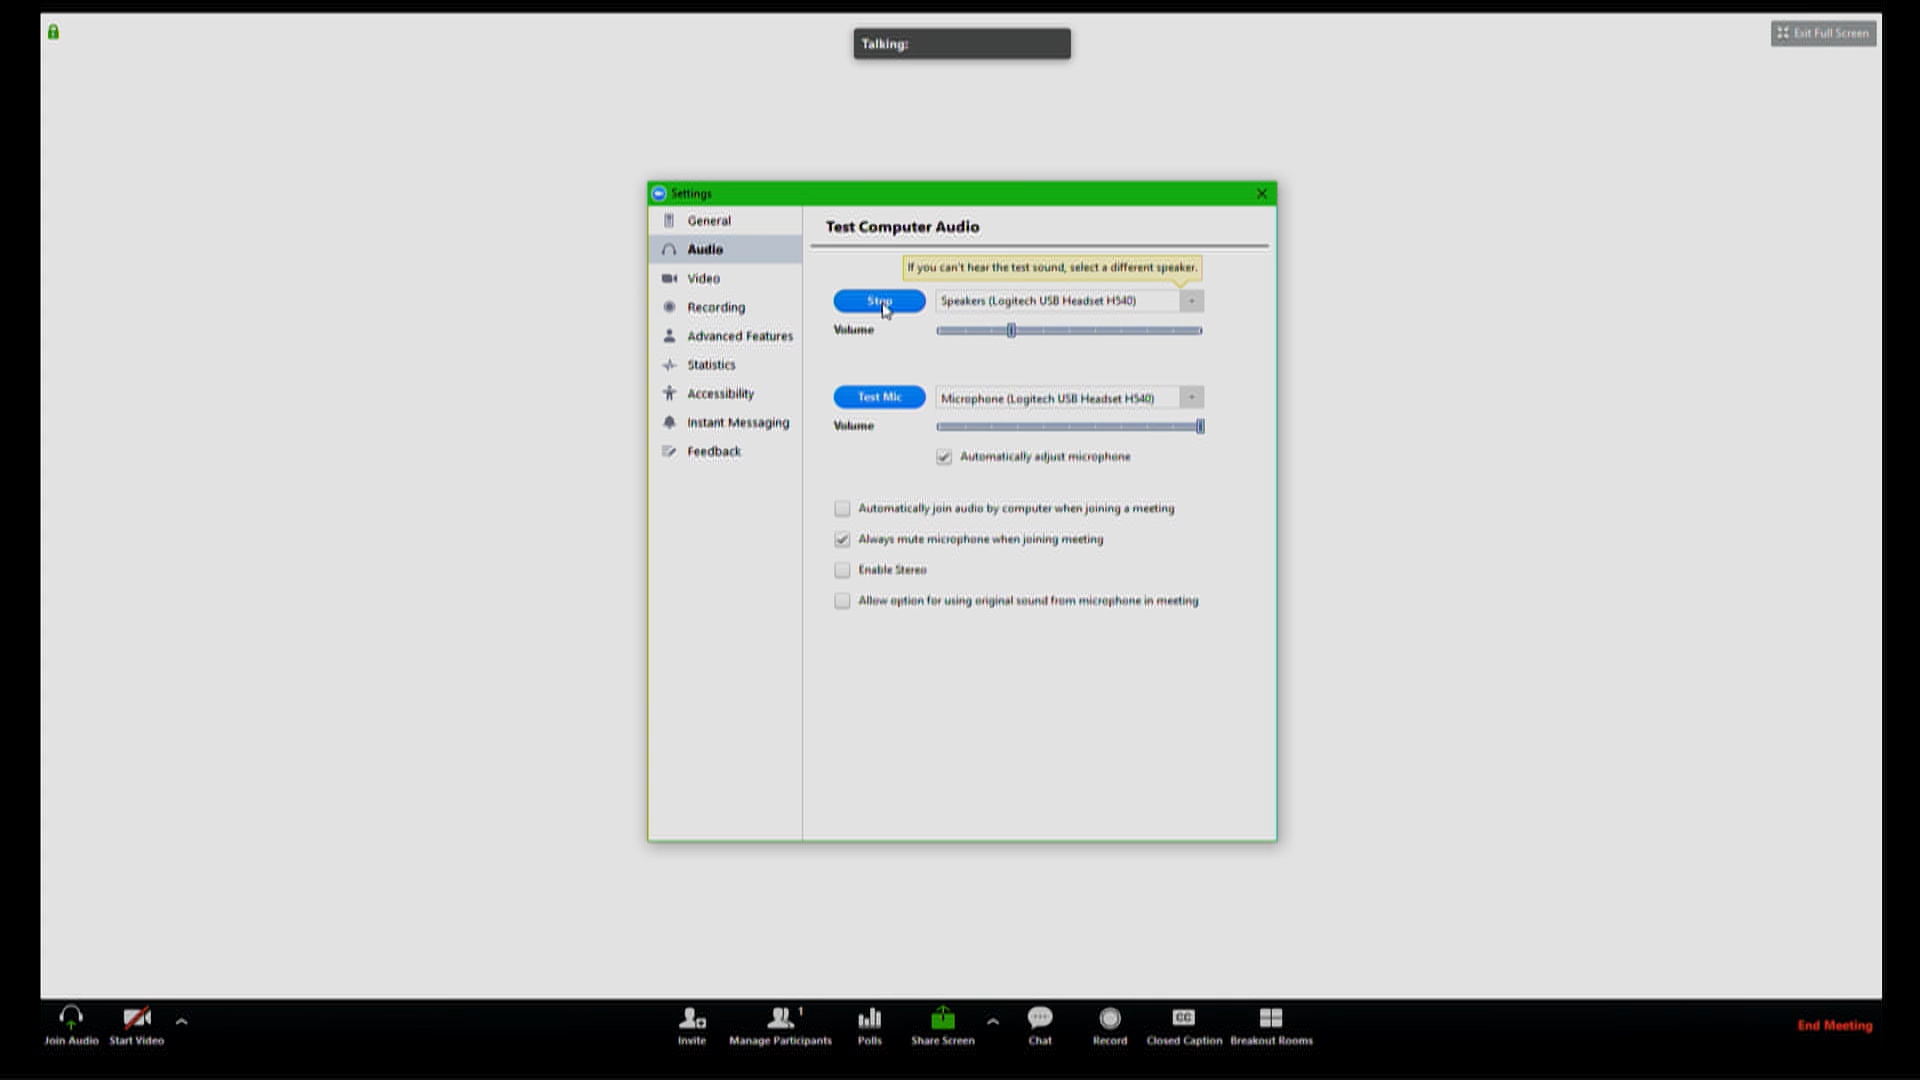 Talking:
Exit Full Screen
Settings
General
Audio
Video
Recording
Advanced Features
Statistics
Accessibility
Instant Messaging
Feedback
Test Computer Audio
If you can't hear the test sound, select a different speaker.
Stop
Speakers (Logitech USB Headset H540)
Volume
Test Mic
Microphone (Logitech USB Headset H540)
Volume
Automatically adjust microphone
Automatically join audio by computer when joining a meeting
Always mute microphone when joining meeting
Enable Stereo
Allow option for using original sound from microphone in meeting
Join Audio
Start Video
Invite
1
Manage Participants
Polls
Share Screen
Chat
Record
CC
Closed Caption
Breakout Rooms
End Meeting